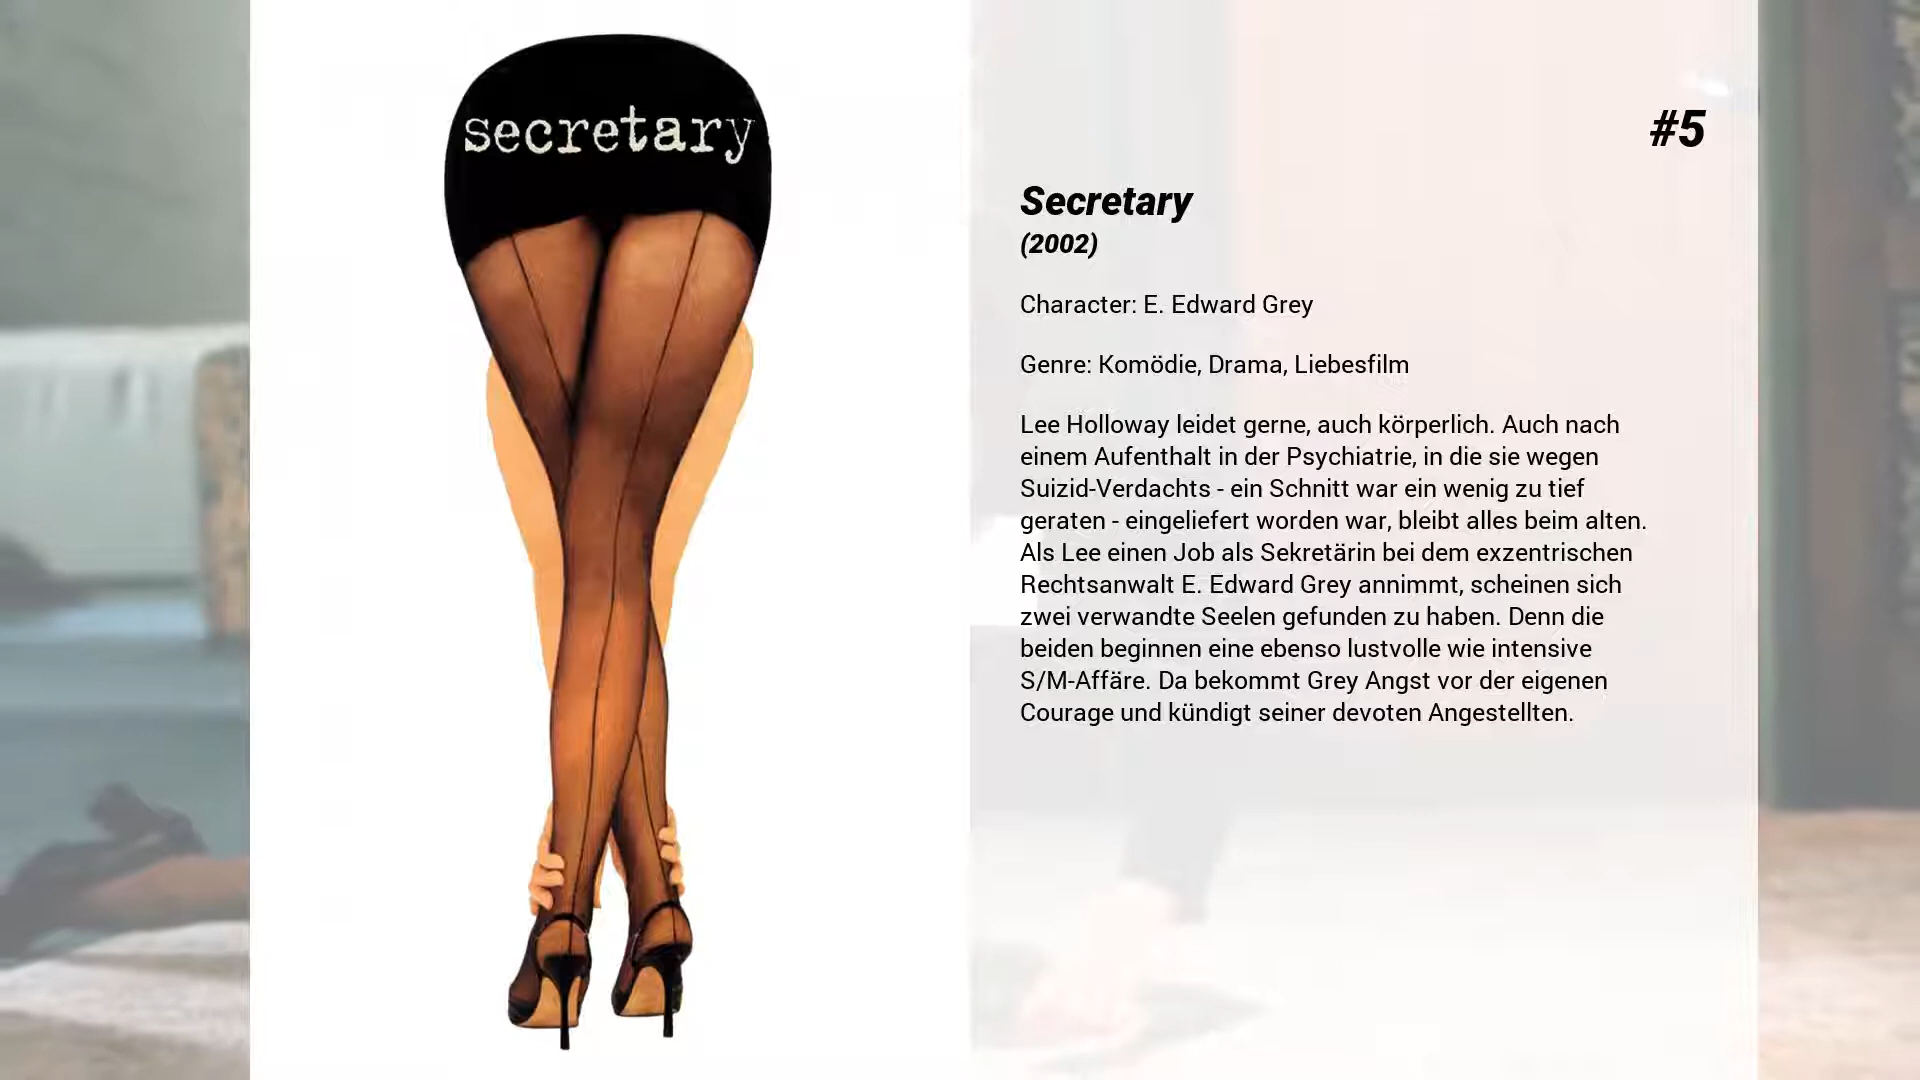 secretary
#5
Secretary
(2002)
Character: E. Edward Grey
Genre: Komödie, Drama, Liebesfilm
Lee Holloway leidet gerne, auch körperlich. Auch nach
einem Aufenthalt in der Psychiatrie, in die sie wegen
Suizid-Verdachts - ein Schnitt war ein wenig zu tief
geraten - eingeliefert worden war, bleibt alles beim alten.
Als Lee einen Job als Sekretärin bei dem exzentrischen
Rechtsanwalt E. Edward Grey annimmt, scheinen sich
zwei verwandte Seelen gefunden zu haben. Denn die
beiden beginnen eine ebenso lustvolle wie intensive
S/M-Affäre. Da bekommt Grey Angst vor der eigenen
Courage und kündigt seiner devoten Angestellten.